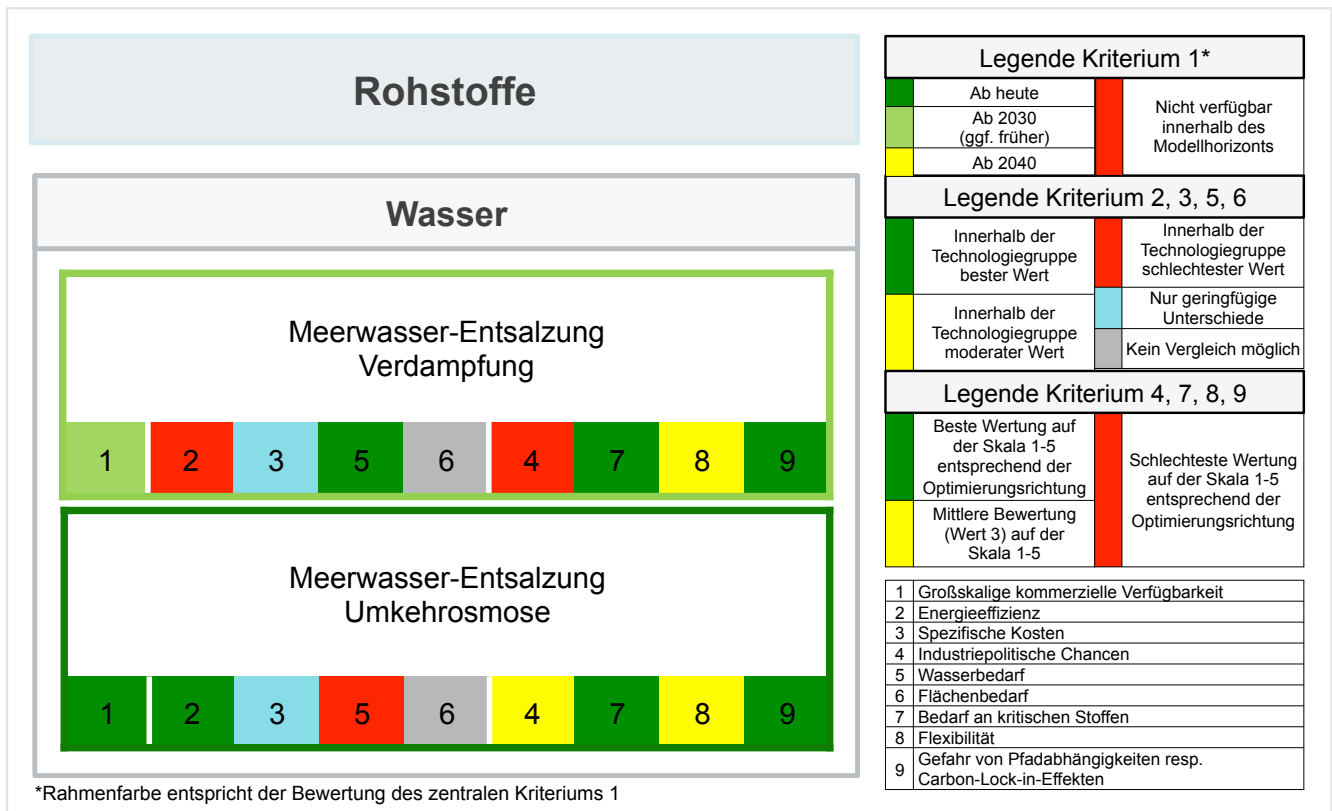 Rohstoffe
Wasser
Meerwasser-Entsalzung
Verdampfung
1 2 3 5 6 4 7 8 9
Meerwasser-Entsalzung
Umkehrosmose
1 2 3 5 6 4 7 8 9
*Rahmenfarbe entspricht der Bewertung des zentralen Kriteriums 1
Legende Kriterium 1*
Ab heute
Ab 2030
(ggf. früher)
Ab 2040
Nicht verfügbar
innerhalb des
Modellhorizonts
Legende Kriterium 2, 3, 5, 6
Innerhalb der
Technologiegruppe
bester Wert
Innerhalb der
Technologiegruppe
moderater Wert
Innerhalb der
Technologiegruppe
schlechtester Wert
Nur geringfügige
Unterschiede
Kein Vergleich möglich
Legende Kriterium 4, 7, 8, 9
Beste Wertung auf
der Skala 1-5
entsprechend der
Optimierungsrichtung
Mittlere Bewertung
(Wert 3) auf der
Skala 1-5
Schlechteste Wertung
auf der Skala 1-5
entsprechend der
Optimierungsrichtung
1 Großskalige kommerzielle Verfügbarkeit
2 Energieeffizienz
3 Spezifische Kosten
4 Industriepolitische Chancen
5 Wasserbedarf
6 Flächenbedarf
7 Bedarf an kritischen Stoffen
8 Flexibilität
9 Gefahr von Pfadabhängigkeiten resp.
Carbon-Lock-in-Effekten